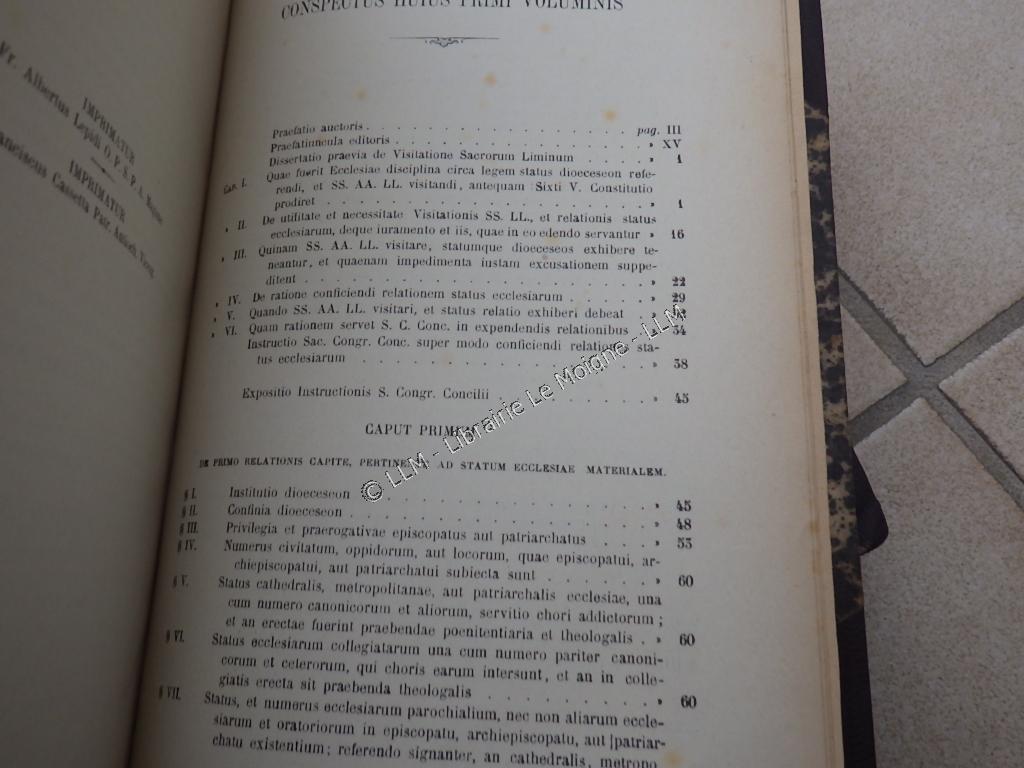 IMPRIMATUR
Fr. Albertus Lepidi O. P. S. P. A. Magister
IMPRIMATUR
Franciscus Cassetta Patr. Antioch. Viceg.
CONSPECTUS HUIUS PRIMI VOLUMINIS
Praefatio auctoris . . . . . . . . . . . . . . . . . pag. III
Praefatiuncula editoris . . . . . . . . . . . . . . . » XV
Dissertatio praevia de Visitatione Sacrorum Liminum . . . . » 1
Cap. I. Quae fuerit Ecclesiae disciplina circa legem status dioeceseon refe-
rendi, et SS. AA. LL. visitandi, antequam Sixti V. Constitutio
prodiret . . . . . . . . . . . . . . . . . . . » 1
» II. De utilitate et necessitate Visitationis SS. LL., et relationis status
ecclesiarum, deque iuramento et iis, quae in eo edendo servantur » 16
» III. Quinam SS. AA. LL. visitare, statumque dioeceseos exhibere te-
neantur, et quaenam impedimenta iustam excusationem suppe-
ditent . . . . . . . . . . . . . . . . . . . . » 22
» IV. De ratione conficiendi relationem status ecclesiarum . . . . . » 29
» V. Quando SS. AA. LL. visitari, et status relatio exhiberi debeat . »
» VI. Quam rationem servet S. C. Conc. in expendendis relationibus » 34
Instructio Sac. Congr. Conc. super modo conficiendi relationes sta-
tus ecclesiarum . . . . . . . . . . . . . . . . » 38
Expositio Instructionis S. Congr. Concilii . . . . . . . . . . » 45
CAPUT PRIMUM
DE PRIMO RELATIONIS CAPITE, PERTINENTE AD STATUM ECCLESIAE MATERIALEM.
§ I. Institutio dioeceseon . . . . . . . . . . . . . . . » 45
§ II. Confinia dioeceseon . . . . . . . . . . . . . . . » 48
§ III. Privilegia et praerogativae episcopatus aut patriarchatus . . . » 53
§ IV. Numerus civitatum, oppidorum, aut locorum, quae episcopatui, ar-
chiepiscopatui, aut patriarchatui subiecta sunt . . . . . . » 60
§ V. Status cathedralis, metropolitanae, aut patriarchalis ecclesiae, una
cum numero canonicorum et aliorum, servitio chori addictorum ;
et an erectae fuerint praebendae poenitentiaria et theologalis . » 60
§ VI. Status ecclesiarum collegiatarum una cum numero pariter canoni-
corum et ceterorum, qui choris earum intersunt, et an in colle-
giatis erecta sit praebenda theologalis . . . . . . . . . » 60
§ VII. Status, et numerus ecclesiarum parochialium, nec non aliarum eccle-
siarum et oratoriorum in episcopatu, archiepiscopatu, aut patriar-
chatu existentium; referendo signanter, an cathedralis, metropo
© LLM - Librairie Le Moigne - LLM